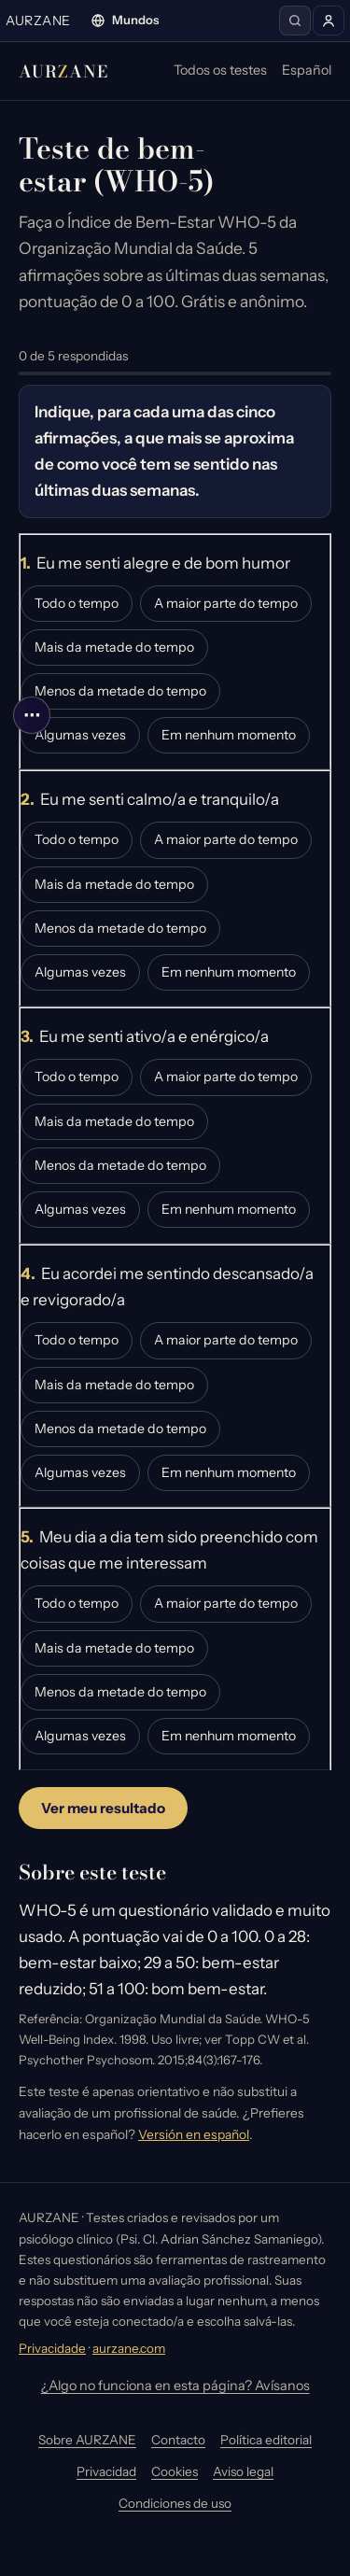 AURZANE Mundos
AURZANE Todos os testes Español
Teste de bem-
estar (WHO-5)
Faça o Índice de Bem-Estar WHO-5 da
Organização Mundial da Saúde. 5
afirmações sobre as últimas duas semanas,
pontuação de 0 a 100. Grátis e anônimo.
0 de 5 respondidas
Indique, para cada uma das cinco
afirmações, a que mais se aproxima
de como você tem se sentido nas
últimas duas semanas.
1. Eu me senti alegre e de bom humor
Todo o tempo A maior parte do tempo
Mais da metade do tempo
Menos da metade do tempo
Algumas vezes Em nenhum momento
2. Eu me senti calmo/a e tranquilo/a
Todo o tempo A maior parte do tempo
Mais da metade do tempo
Menos da metade do tempo
Algumas vezes Em nenhum momento
3. Eu me senti ativo/a e enérgico/a
Todo o tempo A maior parte do tempo
Mais da metade do tempo
Menos da metade do tempo
Algumas vezes Em nenhum momento
4. Eu acordei me sentindo descansado/a
e revigorado/a
Todo o tempo A maior parte do tempo
Mais da metade do tempo
Menos da metade do tempo
Algumas vezes Em nenhum momento
5. Meu dia a dia tem sido preenchido com
coisas que me interessam
Todo o tempo A maior parte do tempo
Mais da metade do tempo
Menos da metade do tempo
Algumas vezes Em nenhum momento
Ver meu resultado
Sobre este teste
WHO-5 é um questionário validado e muito
usado. A pontuação vai de 0 a 100. 0 a 28:
bem-estar baixo; 29 a 50: bem-estar
reduzido; 51 a 100: bom bem-estar.
Referência: Organização Mundial da Saúde. WHO-5
Well-Being Index. 1998. Uso livre; ver Topp CW et al.
Psychother Psychosom. 2015;84(3):167-176.
Este teste é apenas orientativo e não substitui a
avaliação de um profissional de saúde. ¿Prefieres
hacerlo en español? Versión en español.
AURZANE · Testes criados e revisados por um
psicólogo clínico (Psi. Cl. Adrian Sánchez Samaniego).
Estes questionários são ferramentas de rastreamento
e não substituem uma avaliação profissional. Suas
respostas não são enviadas a lugar nenhum, a menos
que você esteja conectado/a e escolha salvá-las.
Privacidade · aurzane.com
¿Algo no funciona en esta página? Avísanos
Sobre AURZANE Contacto Política editorial
Privacidad Cookies Aviso legal
Condiciones de uso